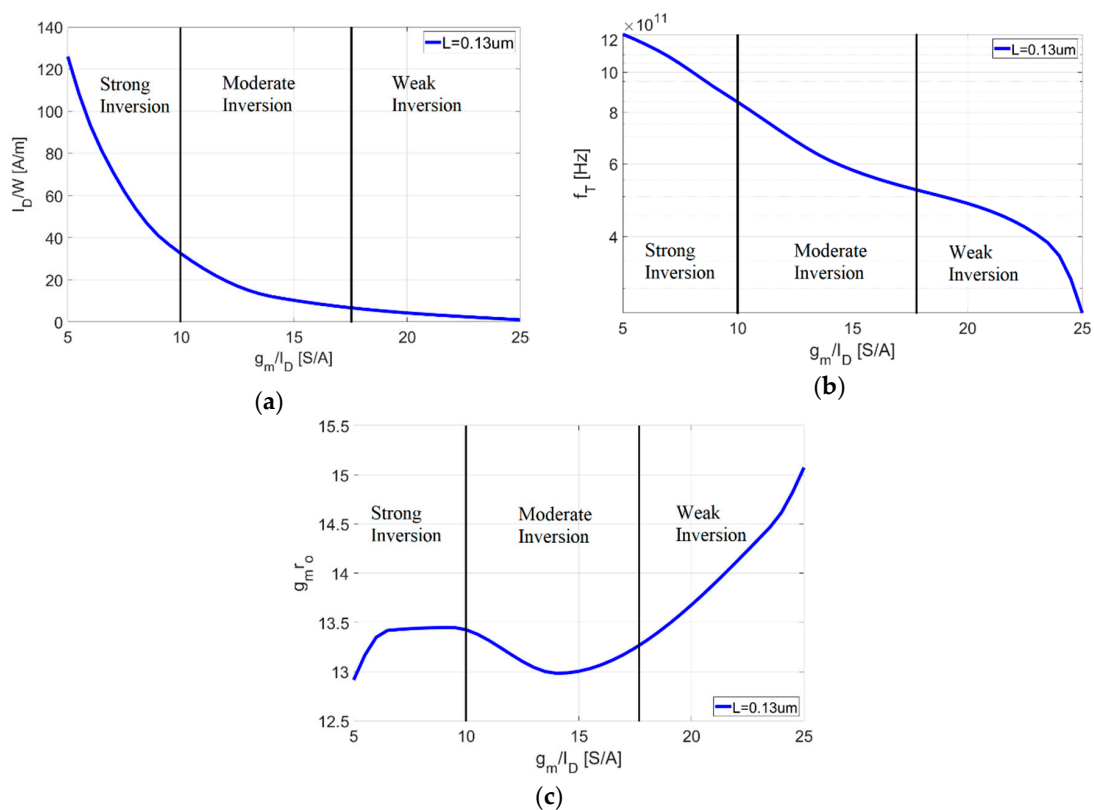 (a)
140
120
100
80
60
40
20
0
I_D/W [A/m]
5
10
15
20
25
g_m/I_D [S/A]
L=0.13um
Strong
Inversion
Moderate
Inversion
Weak
Inversion
× 10^11
12
10
8
6
4
f_T [Hz]
5
10
15
20
25
g_m/I_D [S/A]
L=0.13um
Strong
Inversion
Moderate
Inversion
Weak
Inversion
(b)
15.5
15
14.5
14
13.5
13
12.5
g_m r_o
5
10
15
20
25
g_m/I_D [S/A]
L=0.13um
Strong
Inversion
Moderate
Inversion
Weak
Inversion
(c)